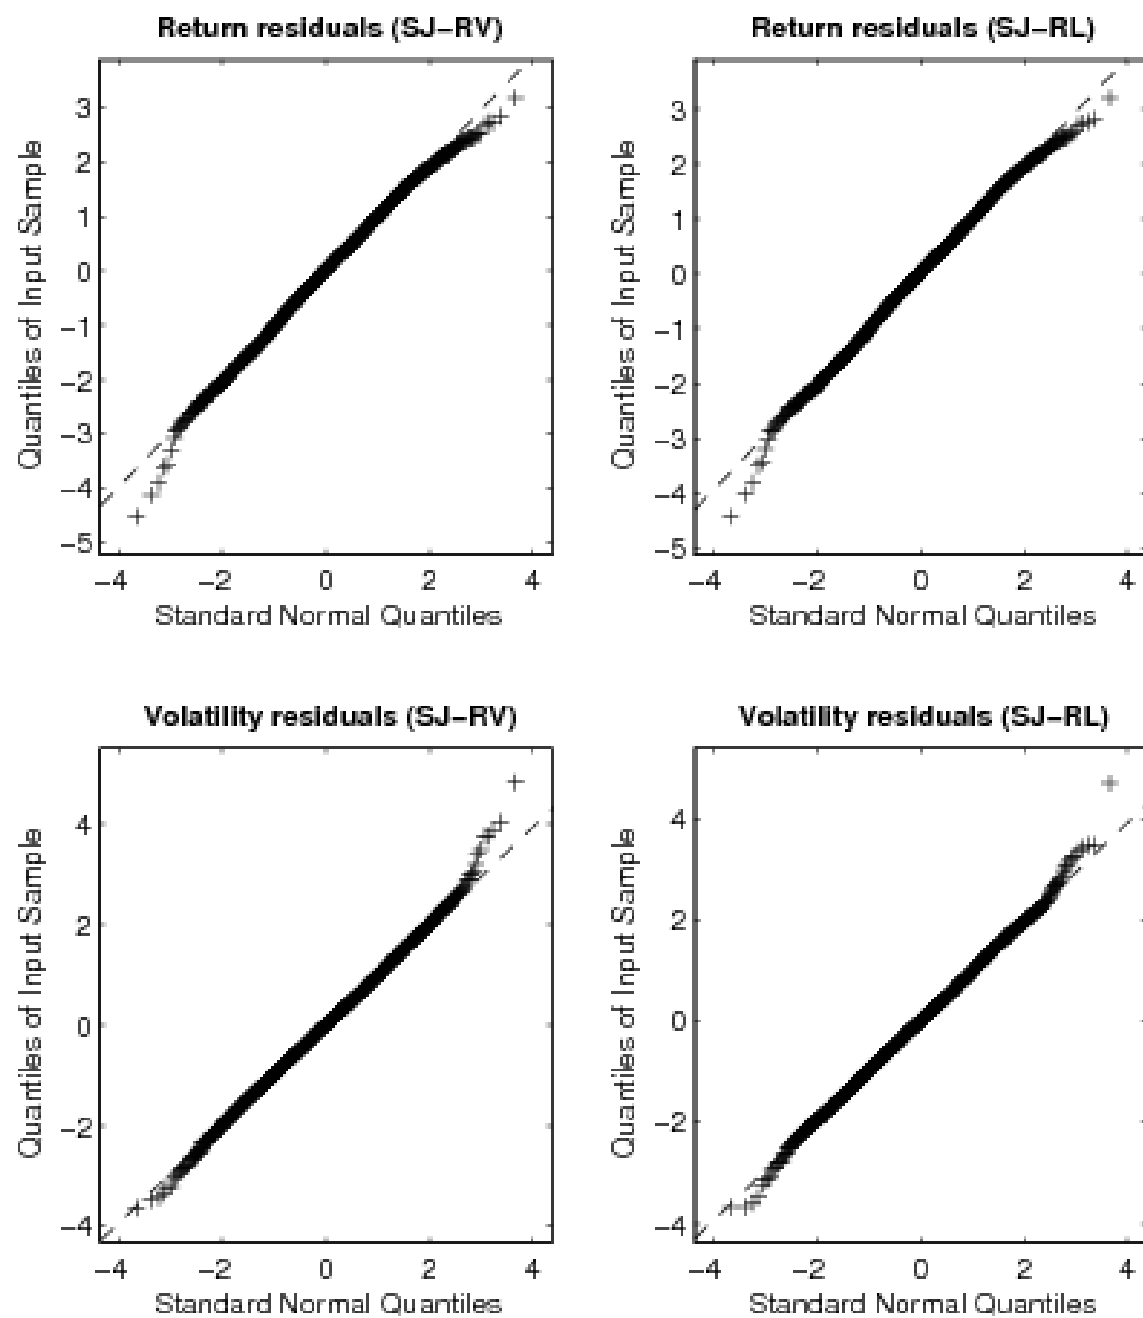 Return residuals (SJ−RV)
Return residuals (SJ−RL)
Quantiles of Input Sample
3
2
1
0
−1
−2
−3
−4
−5
−4 −2 0 2 4
Standard Normal Quantiles
Quantiles of Input Sample
3
2
1
0
−1
−2
−3
−4
−5
−4 −2 0 2 4
Standard Normal Quantiles
Volatility residuals (SJ−RV)
Volatility residuals (SJ−RL)
Quantiles of Input Sample
4
2
0
−2
−4
−4 −2 0 2 4
Standard Normal Quantiles
Quantiles of Input Sample
4
2
0
−2
−4
−4 −2 0 2 4
Standard Normal Quantiles